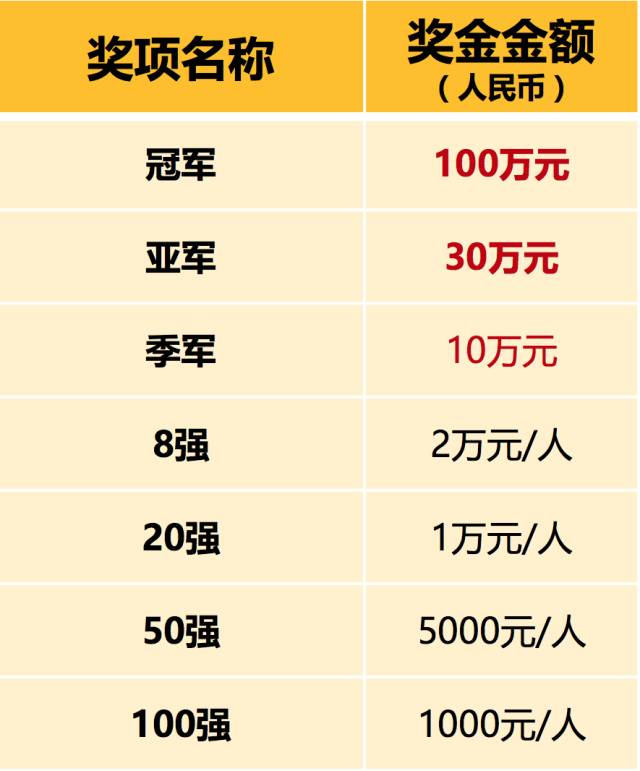 奖项名称
奖金金额
（人民币）
冠军
100万元
亚军
30万元
季军
10万元
8强
2万元/人
20强
1万元/人
50强
5000元/人
100强
1000元/人